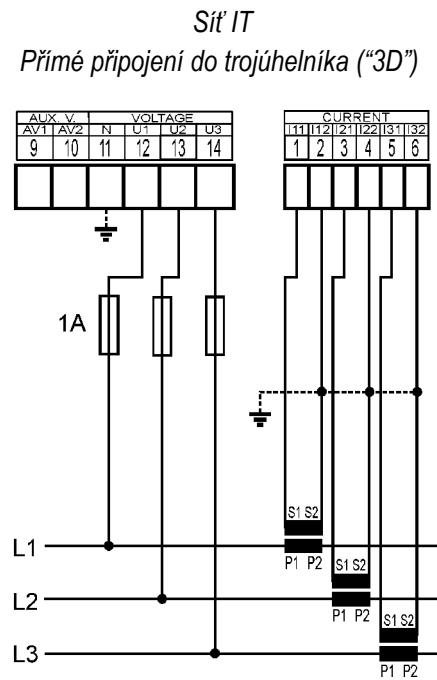 Síť IT
Přímé připojení do trojúhelníka (“3D”)
AUX. V. VOLTAGE
AV1 AV2 N U1 U2 U3
9 10 11 12 13 14
CURRENT
I11 I12 I21 I22 I31 I32
1 2 3 4 5 6
1A
S1 S2
L1
P1 P2
S1 S2
L2
P1 P2
S1 S2
L3
P1 P2